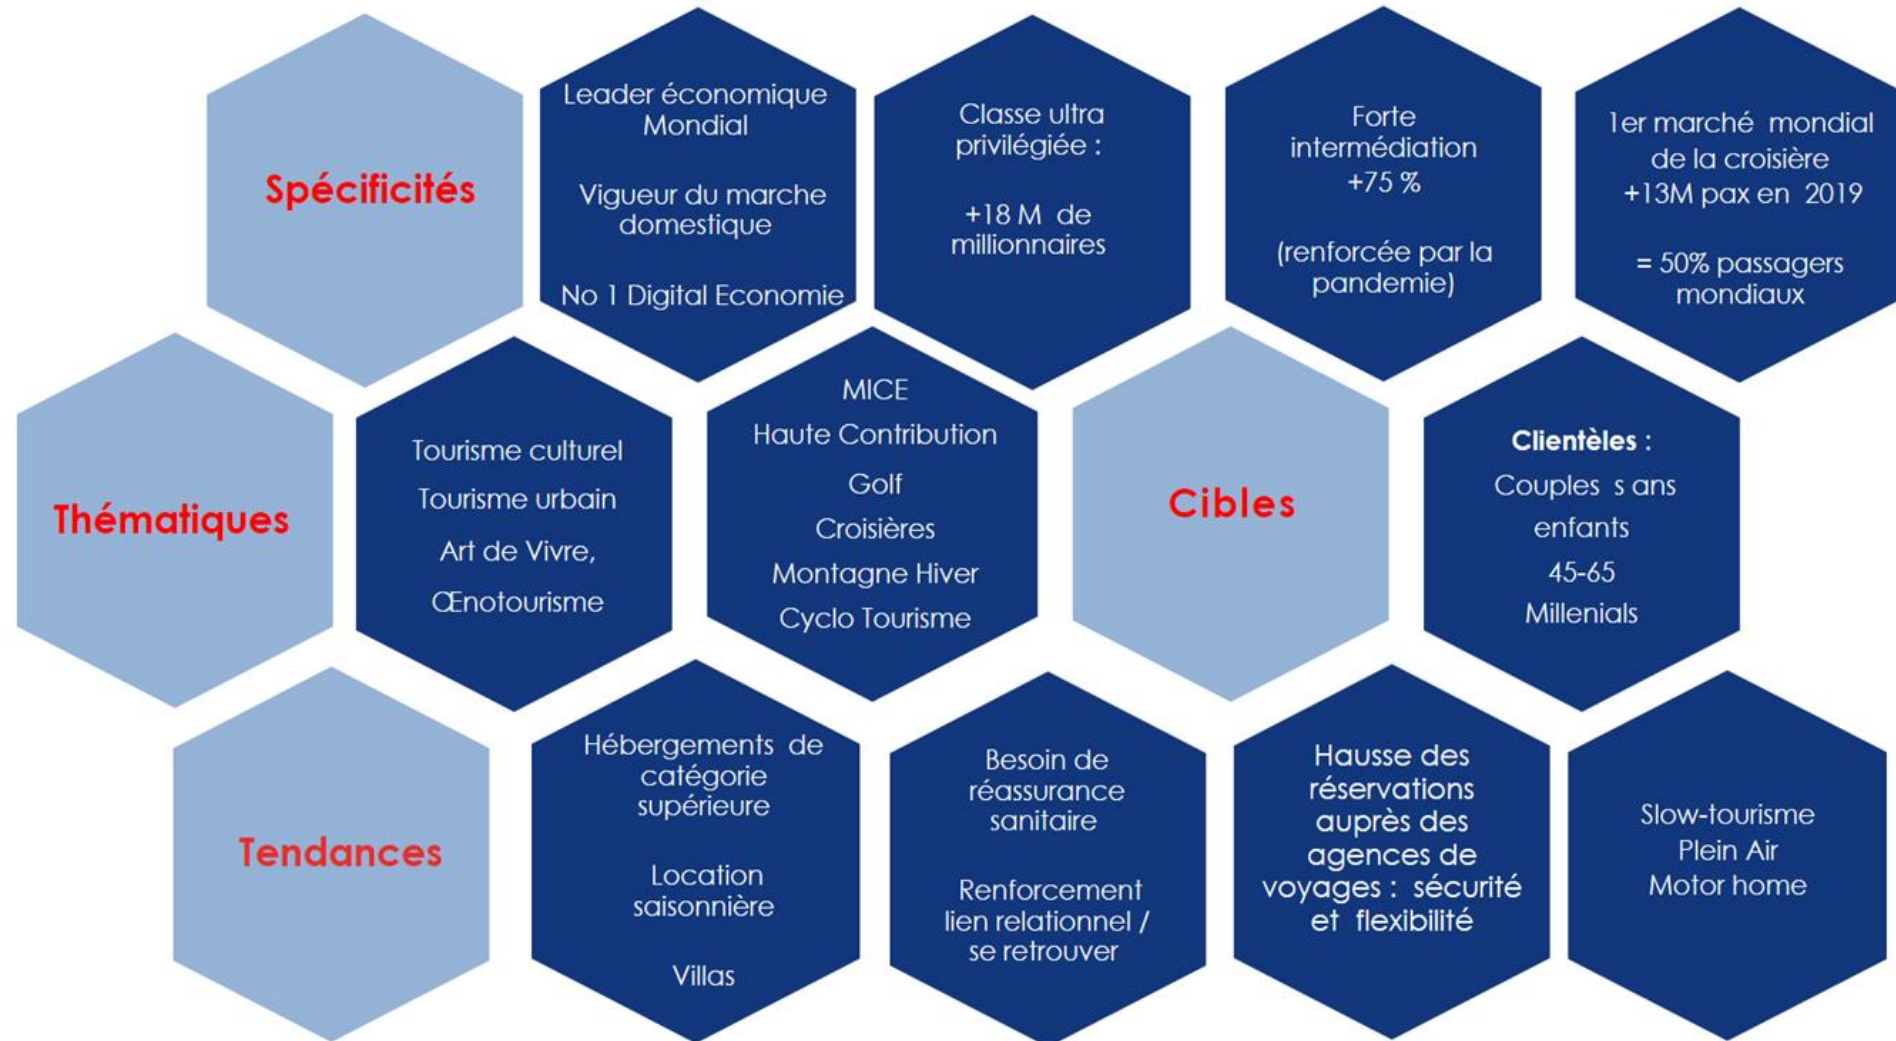 Spécificités
Leader économique
Mondial
Vigueur du marche
domestique
No 1 Digital Economie
Classe ultra
privilégiée :
+18 M de
millionnaires
Forte
intermédiation
+75 %
(renforcée par la
pandemie)
1er marché mondial
de la croisière
+13M pax en 2019
= 50% passagers
mondiaux
Thématiques
Tourisme culturel
Tourisme urbain
Art de Vivre,
Œnotourisme
MICE
Haute Contribution
Golf
Croisières
Montagne Hiver
Cyclo Tourisme
Cibles
Clientèles :
Couples s ans
enfants
45-65
Millenials
Tendances
Hébergements de
catégorie
supérieure
Location
saisonnière
Villas
Besoin de
réassurance
sanitaire
Renforcement
lien relationnel /
se retrouver
Hausse des
réservations
auprès des
agences de
voyages : sécurité
et flexibilité
Slow-tourisme
Plein Air
Motor home